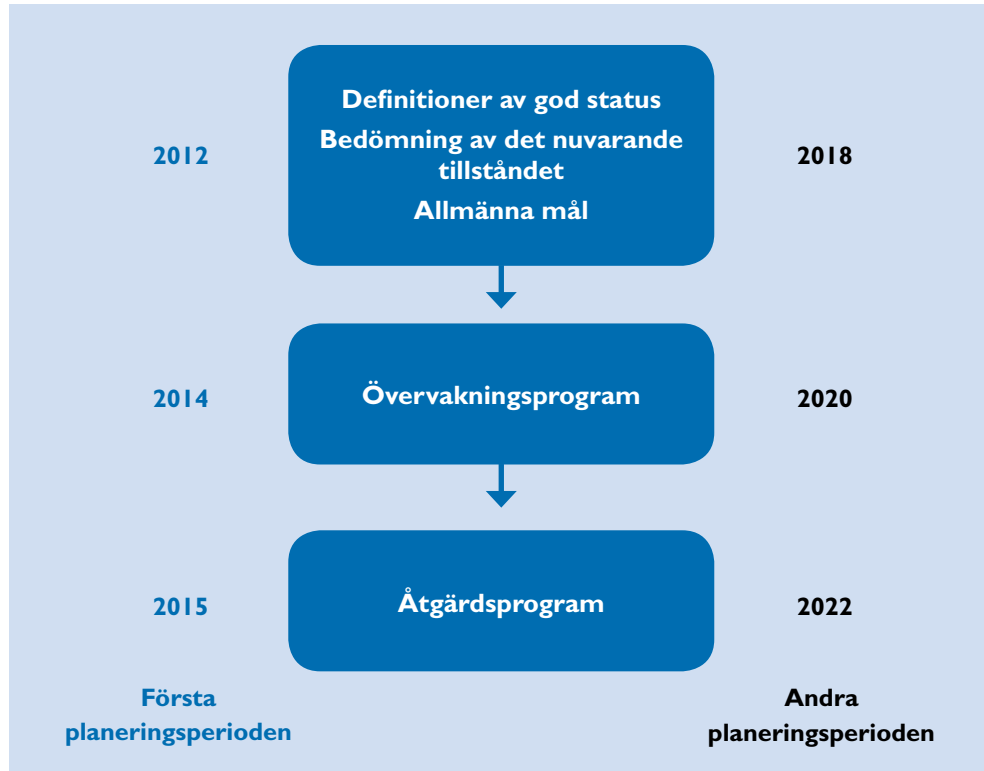 Definitioner av god status
Bedömning av det nuvarande
tillståndet
Allmänna mål
2012
2018
Övervakningsprogram
2014
2020
Åtgärdsprogram
2015
2022
Första
planeringsperioden
Andra
planeringsperioden